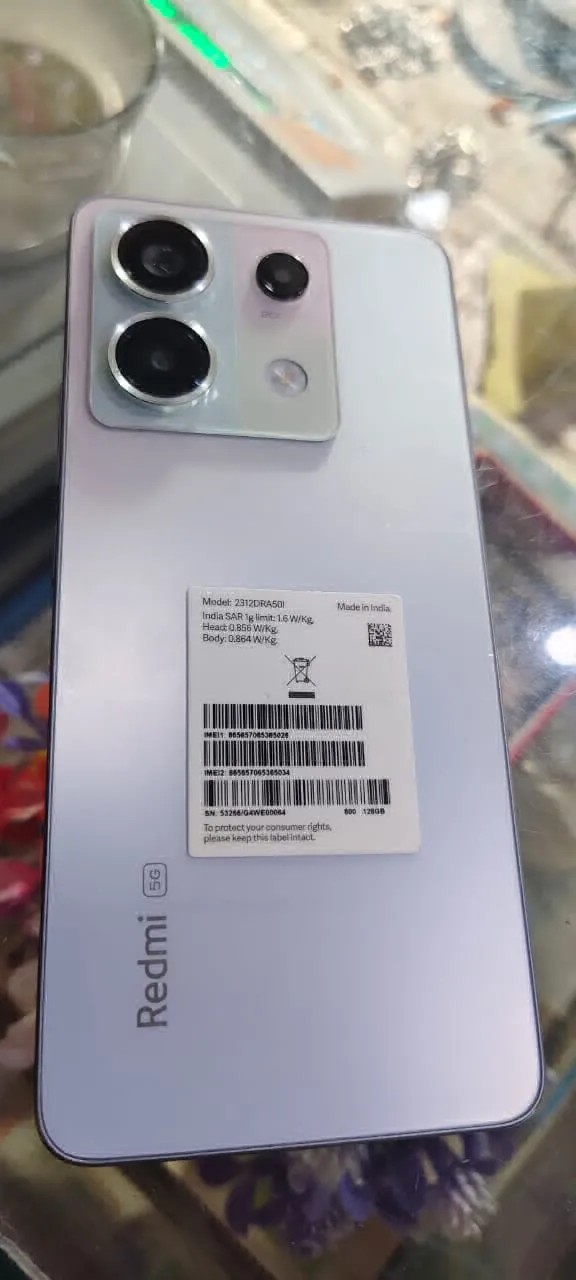 Model: 2312DRA50I
Made in India
India SAR 1g limit: 1.6 W/Kg,
Head: 0.856 W/Kg,
Body: 0.864 W/Kg.
IMEI1: 865657065365026
IMEI2: 865657065365034
SN: 53266/G4WE00064
128GB
To protect your consumer rights,
please keep this label intact.
Redmi 5G